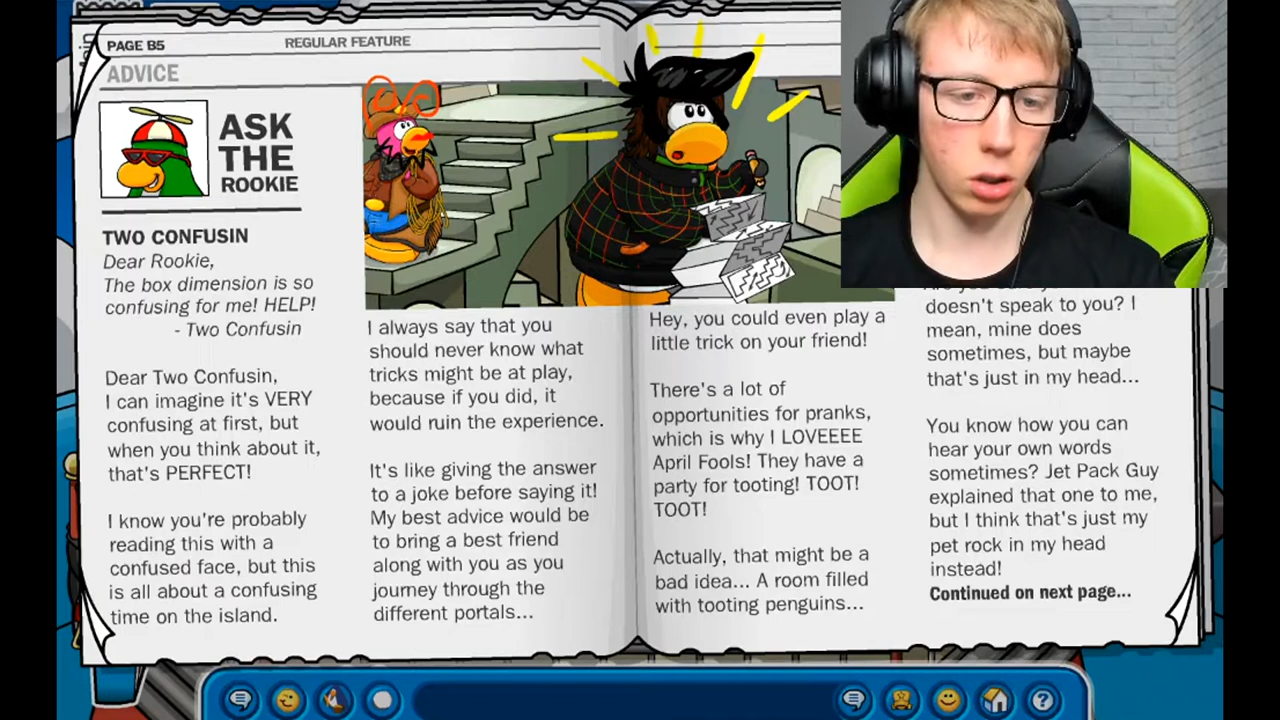 PAGE B5
REGULAR FEATURE
ADVICE
ASK
THE
ROOKIE
TWO CONFUSIN
Dear Rookie,
The box dimension is so
confusing for me! HELP!
- Two Confusin
Dear Two Confusin,
I can imagine it's VERY
confusing at first, but
when you think about it,
that's PERFECT!
I know you're probably
reading this with a
confused face, but this
is all about a confusing
time on the island.
I always say that you
should never know what
tricks might be at play,
because if you did, it
would ruin the experience.
It's like giving the answer
to a joke before saying it!
My best advice would be
to bring a best friend
along with you as you
journey through the
different portals...
Hey, you could even play a
little trick on your friend!
There's a lot of
opportunities for pranks,
which is why I LOVEEEE
April Fools! They have a
party for tooting! TOOT!
TOOT!
Actually, that might be a
bad idea... A room filled
with tooting penguins...
doesn't speak to you? I
mean, mine does
sometimes, but maybe
that's just in my head...
You know how you can
hear your own words
sometimes? Jet Pack Guy
explained that one to me,
but I think that's just my
pet rock in my head
instead!
Continued on next page...
?